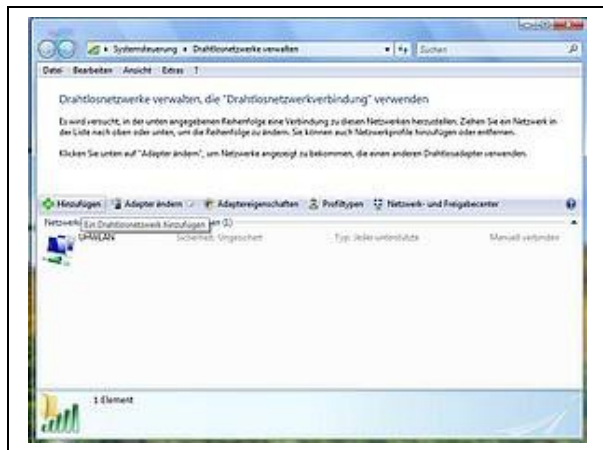 Systemsteuerung ▸ Drahtlosnetzwerke verwalten
Suchen
Datei Bearbeiten Ansicht Extras ?
Drahtlosnetzwerke verwalten, die "Drahtlosnetzwerkverbindung" verwenden
Es wird versucht, in der unten angegebenen Reihenfolge eine Verbindung zu diesen Netzwerken herzustellen. Ziehen Sie ein Netzwerk in
der Liste nach oben oder unten, um die Reihenfolge zu ändern. Sie können auch Netzwerkprofile hinzufügen oder entfernen.
Klicken Sie unten auf "Adapter ändern", um Netzwerke angezeigt zu bekommen, die einen anderen Drahtlosadapter verwenden.
Hinzufügen Adapter ändern Adaptereigenschaften Profiltypen Netzwerk- und Freigabecenter
Ein Drahtlosnetzwerk hinzufügen
Sicherheit: Ungesichert Typ: Jeder unterstützte Manuell verbinden
1 Element